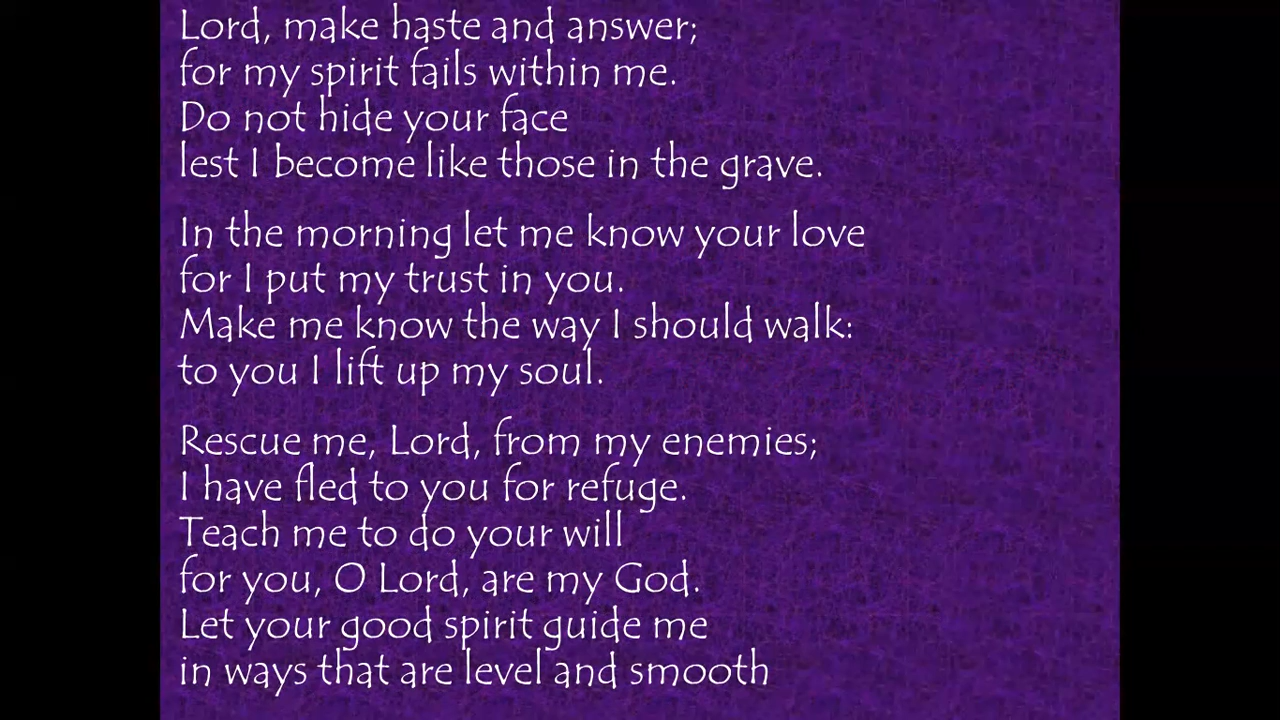 Lord, make haste and answer;
for my spirit fails within me.
Do not hide your face
lest I become like those in the grave.
In the morning let me know your love
for I put my trust in you.
Make me know the way I should walk:
to you I lift up my soul.
Rescue me, Lord, from my enemies;
I have fled to you for refuge.
Teach me to do your will
for you, O Lord, are my God.
Let your good spirit guide me
in ways that are level and smooth